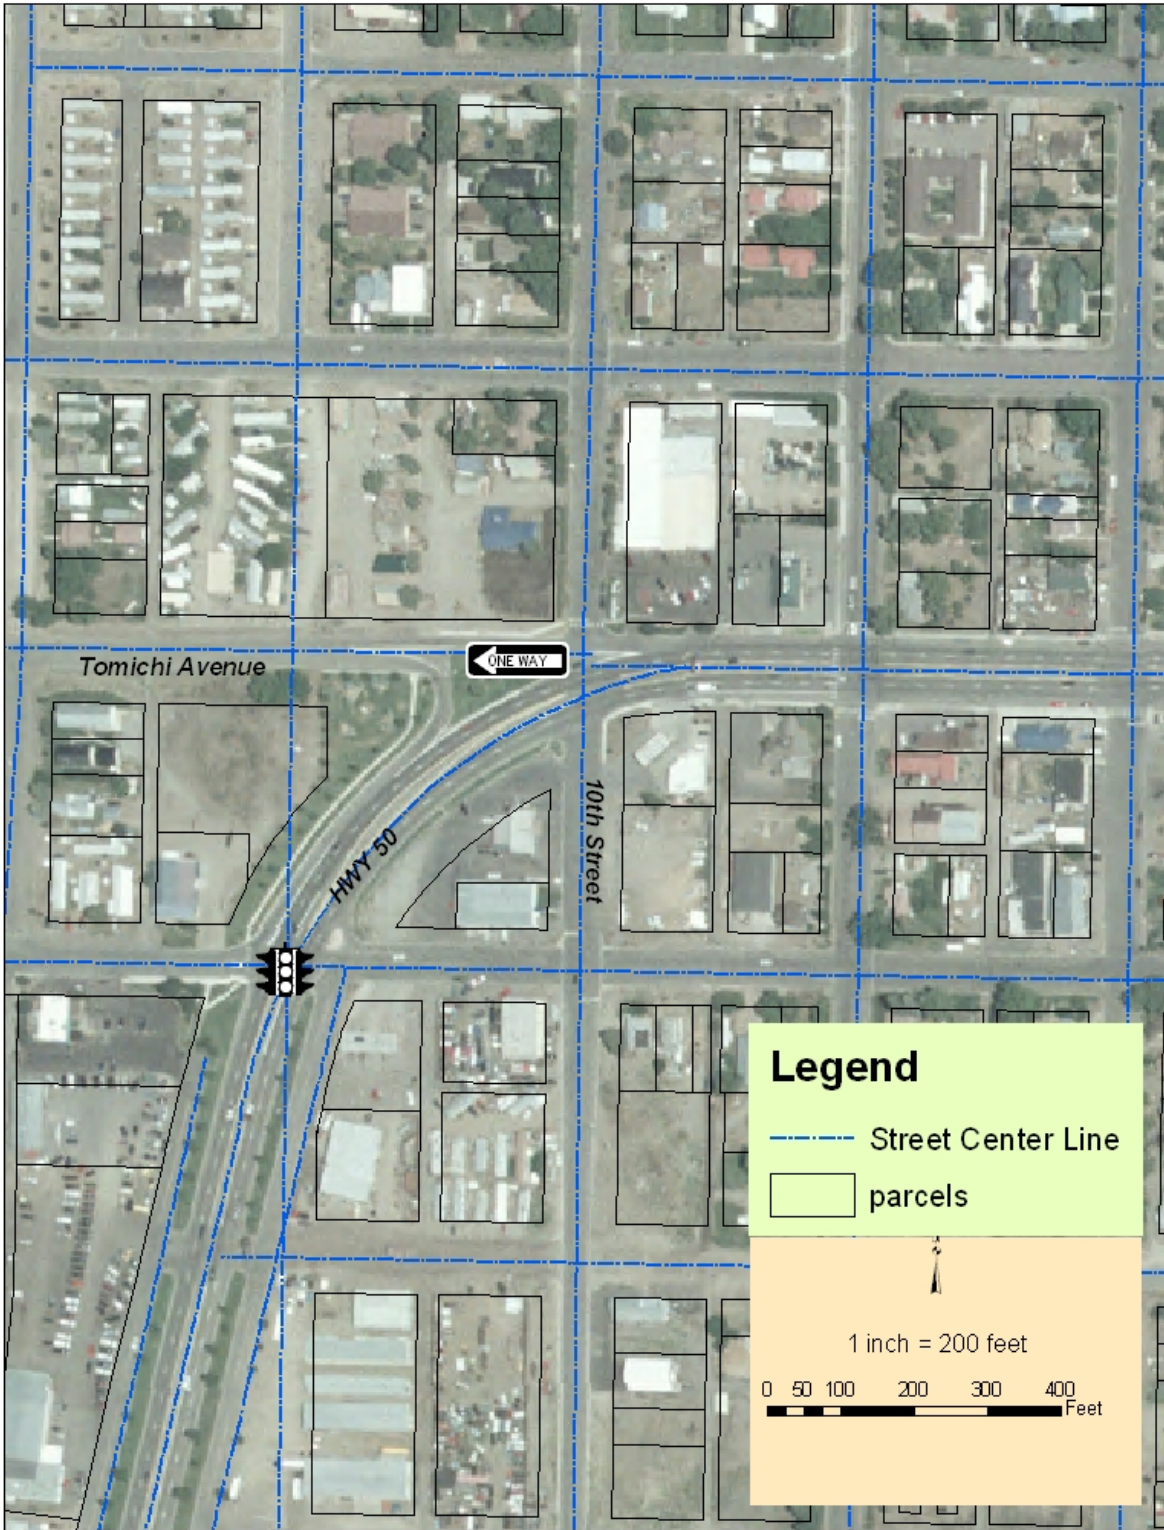 ONE WAY
Tomichi Avenue
10th Street
HWY 50
Legend
Street Center Line
parcels
1 inch = 200 feet
0 50 100 200 300 400
Feet